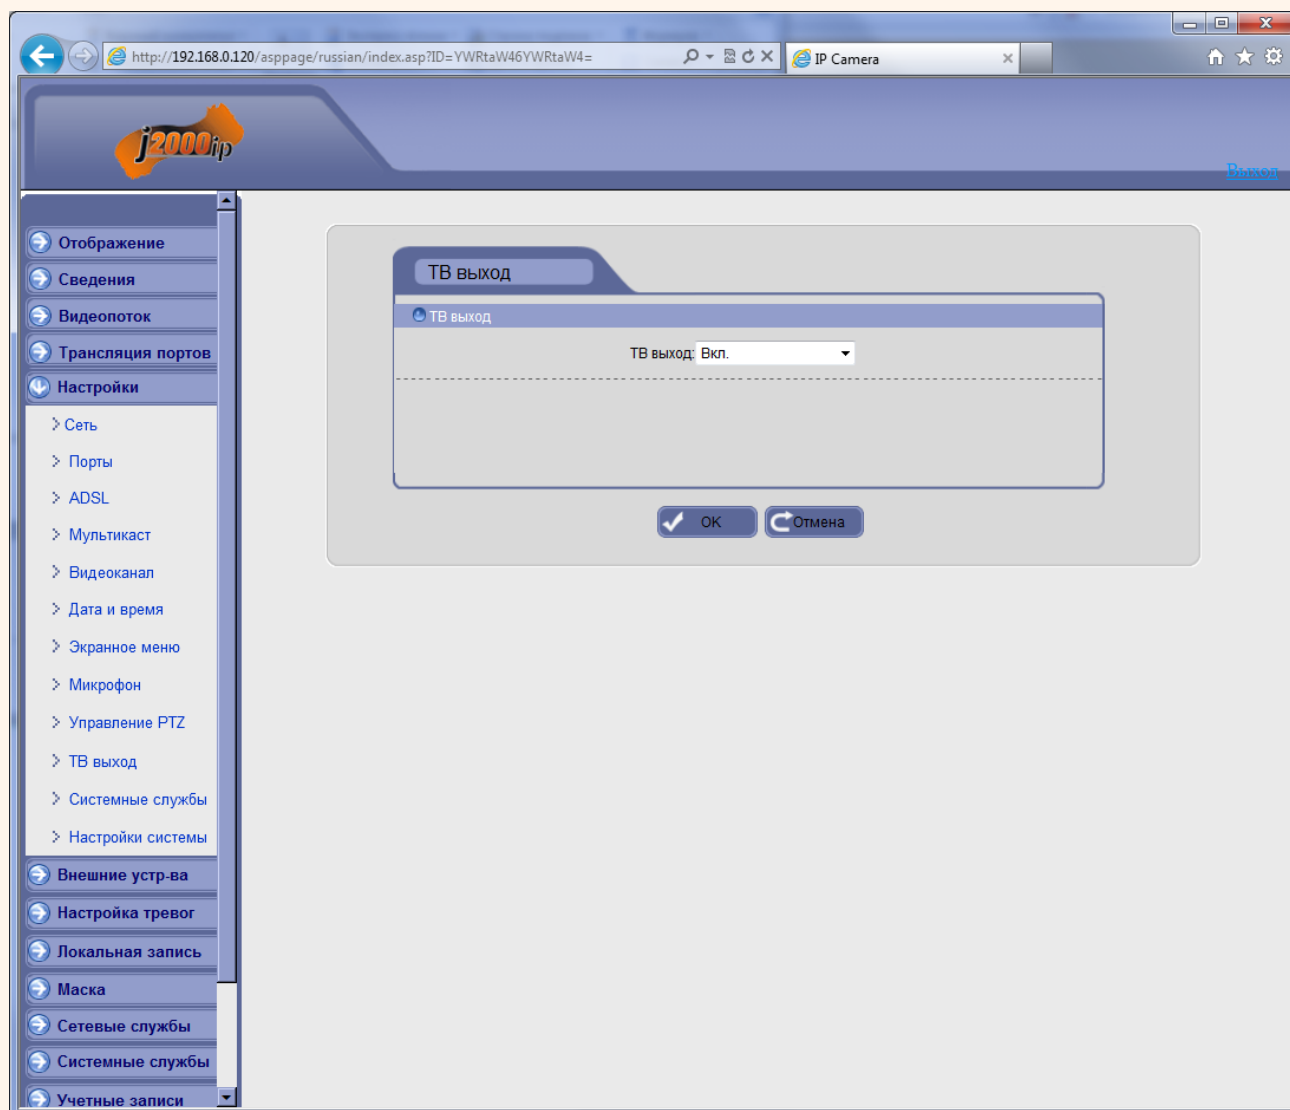 http://192.168.0.120/asppage/russian/index.asp?ID=YWRtaW46YWRtaW4=
IP Camera
j2000ip
Выход
Отображение
Сведения
Видеопоток
Трансляция портов
Настройки
Сеть
Порты
ADSL
Мультикаст
Видеоканал
Дата и время
Экранное меню
Микрофон
Управление PTZ
ТВ выход
Системные службы
Настройки системы
Внешние устр-ва
Настройка тревог
Локальная запись
Маска
Сетевые службы
Системные службы
Учетные записи
ТВ выход
ТВ выход
ТВ выход: Вкл.
OK
Отмена